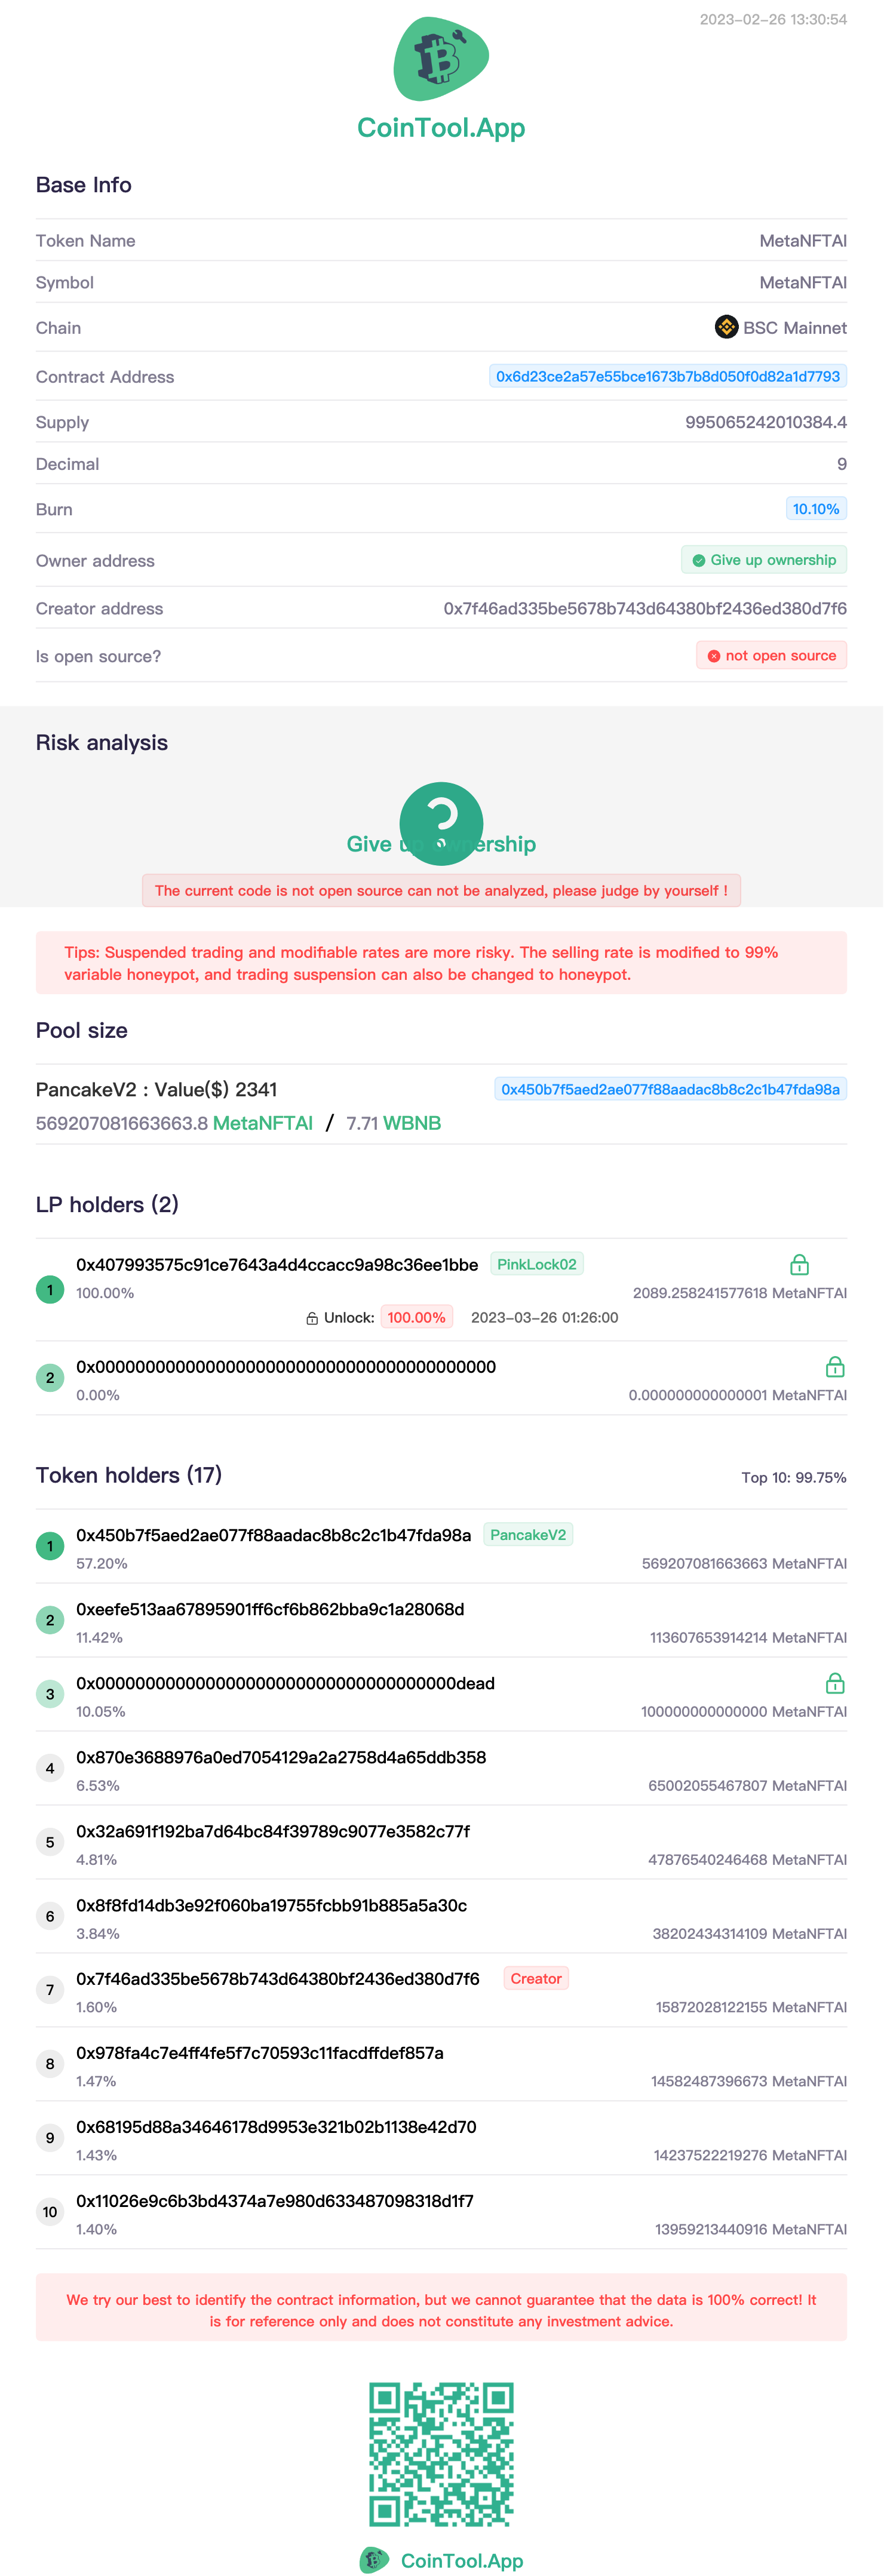 2023-02-26 13:30:54
CoinTool.App
Base Info
Token Name MetaNFTAI
Symbol MetaNFTAI
Chain BSC Mainnet
Contract Address 0x6d23ce2a57e55bce1673b7b8d050f0d82a1d7793
Supply 995065242010384.4
Decimal 9
Burn 10.10%
Owner address Give up ownership
Creator address 0x7f46ad335be5678b743d64380bf2436ed380d7f6
Is open source? not open source
Risk analysis
Give up ownership
The current code is not open source can not be analyzed, please judge by yourself !
Tips: Suspended trading and modifiable rates are more risky. The selling rate is modified to 99%
variable honeypot, and trading suspension can also be changed to honeypot.
Pool size
PancakeV2 : Value($) 2341 0x450b7f5aed2ae077f88aadac8b8c2c1b47fda98a
569207081663663.8 MetaNFTAI / 7.71 WBNB
LP holders (2)
0x407993575c91ce7643a4d4ccacc9a98c36ee1bbe PinkLock02
1 100.00% 2089.258241577618 MetaNFTAI
Unlock: 100.00% 2023-03-26 01:26:00
0x0000000000000000000000000000000000000000
2 0.00% 0.000000000000001 MetaNFTAI
Token holders (17) Top 10: 99.75%
0x450b7f5aed2ae077f88aadac8b8c2c1b47fda98a PancakeV2
1 57.20% 569207081663663 MetaNFTAI
0xeefe513aa67895901ff6cf6b862bba9c1a28068d
2 11.42% 113607653914214 MetaNFTAI
0x000000000000000000000000000000000000dead
3 10.05% 100000000000000 MetaNFTAI
0x870e3688976a0ed7054129a2a2758d4a65ddb358
4 6.53% 65002055467807 MetaNFTAI
0x32a691f192ba7d64bc84f39789c9077e3582c77f
5 4.81% 47876540246468 MetaNFTAI
0x8f8fd14db3e92f060ba19755fcbb91b885a5a30c
6 3.84% 38202434314109 MetaNFTAI
0x7f46ad335be5678b743d64380bf2436ed380d7f6 Creator
7 1.60% 15872028122155 MetaNFTAI
0x978fa4c7e4ff4fe5f7c70593c11facdffdef857a
8 1.47% 14582487396673 MetaNFTAI
0x68195d88a34646178d9953e321b02b1138e42d70
9 1.43% 14237522219276 MetaNFTAI
0x11026e9c6b3bd4374a7e980d633487098318d1f7
10 1.40% 13959213440916 MetaNFTAI
We try our best to identify the contract information, but we cannot guarantee that the data is 100% correct! It
is for reference only and does not constitute any investment advice.
CoinTool.App